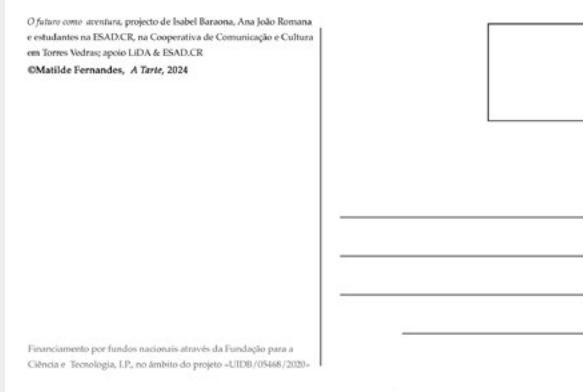 O futuro como aventura, projecto de Isabel Baraona, Ana João Romana
e estudantes na ESAD.CR, na Cooperativa de Comunicação e Cultura
em Torres Vedras; apoio LiDA & ESAD.CR
©Matilde Fernandes, A Tarte, 2024
Financiamento por fundos nacionais através da Fundação para a
Ciência e Tecnologia, I.P., no âmbito do projeto «UIDB/05468/2020»